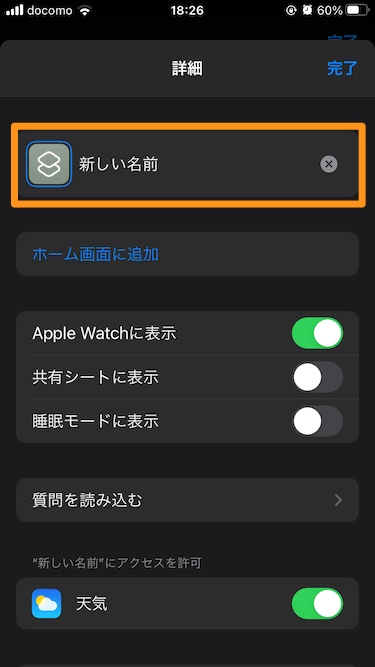 docomo 18:26 60%
詳細 完了
新しい名前
ホーム画面に追加
Apple Watchに表示
共有シートに表示
睡眠モードに表示
質問を読み込む
“新しい名前”にアクセスを許可
天気